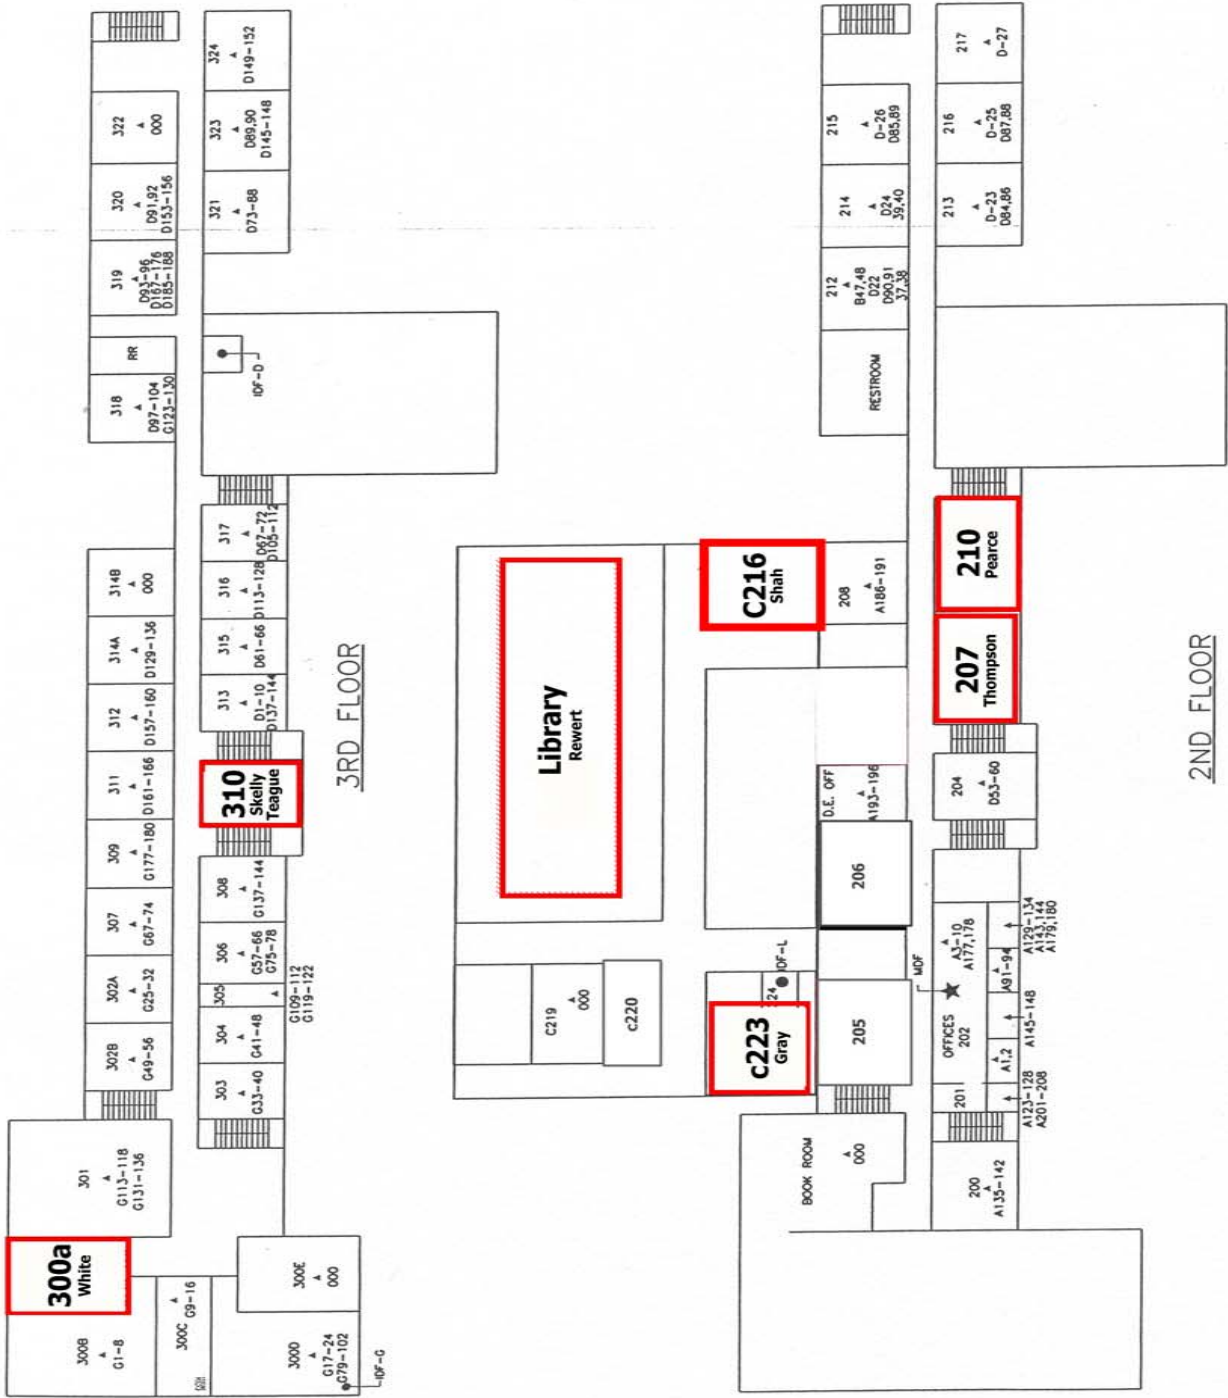 324
D149-152
322
000
323
D89,90
D145-148
320
D91,92
D153-156
321
D73-88
319
D93-96
D167-176
D185-188
RR
IDF-D
318
D97-104
G123-130
317
D67-72
D105-112
314B
000
316
D113-128
314A
D129-136
315
D61-66
312
D157-160
313
D1-10
D137-144
311
D161-166
310
Skelly
Teague
309
G177-180
308
G137-144
307
G67-74
306
G57-66
G75-78
302A
G25-32
305
G109-112
G119-122
302B
G49-56
304
G41-48
303
G33-40
301
G113-118
G131-136
300a
White
300E
000
300B
G1-8
300C
G9-16
300D
G17-24
G79-102
IDF-G
3RD FLOOR
217
D-27
215
D-26
D85,89
216
D-25
D87,88
214
D24
39,40
213
D-23
D84,86
212
B47,48
D22
D90,91
37,38
RESTROOM
C216
Shah
208
A186-191
210
Pearce
207
Thompson
Library
Rewert
D.E. OFF
A193-196
204
D53-60
206
IDF-L
C219
000
c220
c223
Gray
205
MDF
OFFICES
202
A3-10
A177,178
A129-134
A143,144
A179,180
A91-94
A145-148
A1,2
201
A123-128
A201-208
BOOK ROOM
000
200
A135-142
2ND FLOOR